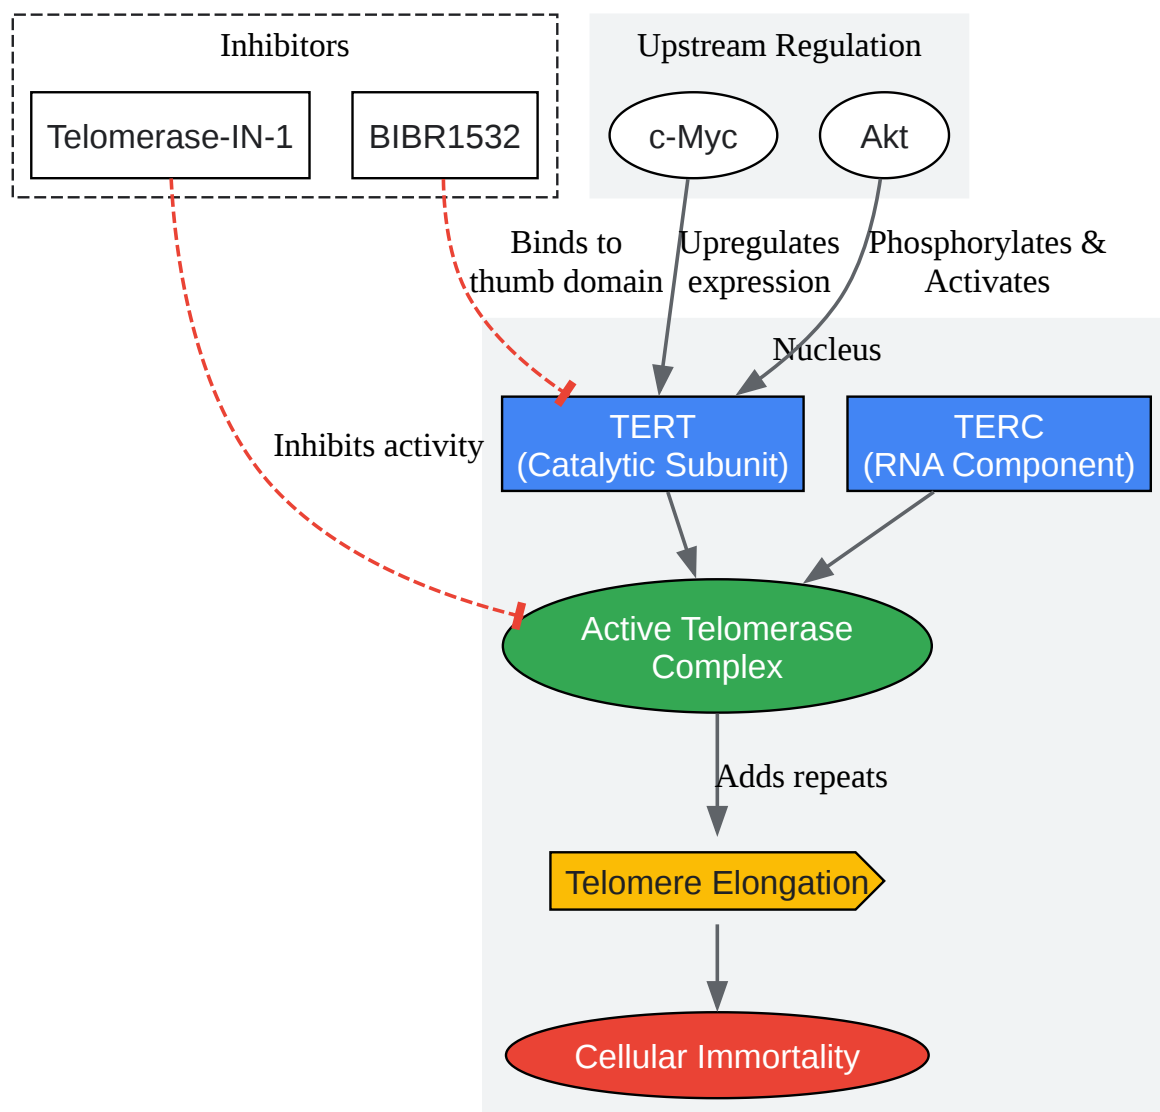 Inhibitors
Upstream Regulation
Telomerase-IN-1
BIBR1532
c-Myc
Akt
Binds to
thumb domain
Upregulates
expression
Phosphorylates &
Activates
Nucleus
TERT
(Catalytic Subunit)
TERC
(RNA Component)
Inhibits activity
Active Telomerase
Complex
Adds repeats
Telomere Elongation
Cellular Immortality